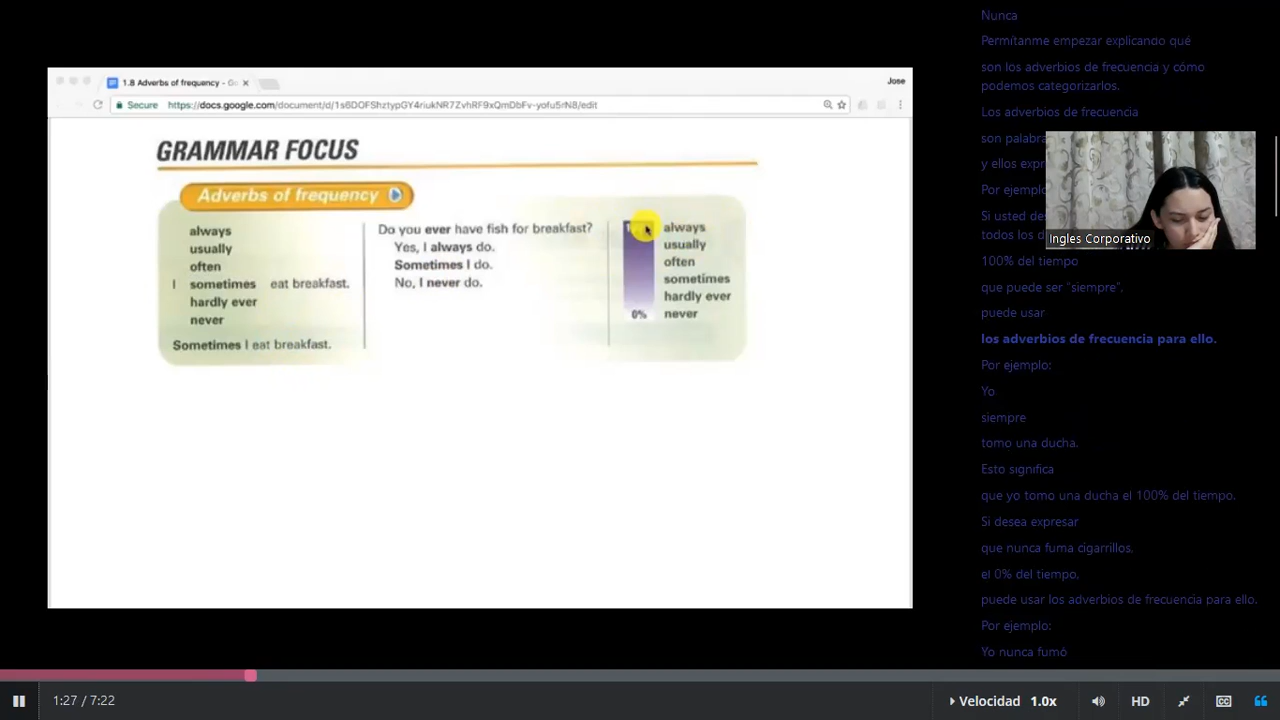 1.8 Adverbs of frequency - Go
Jose
Secure https://docs.google.com/document/d/1s6DOFShztypGY4riukNR7ZvhRF9xQmDbFv-yofu5rN8/edit
GRAMMAR FOCUS
Adverbs of frequency
always
usually
often
I sometimes eat breakfast.
hardly ever
never
Sometimes I eat breakfast.
Do you ever have fish for breakfast?
Yes, I always do.
Sometimes I do.
No, I never do.
always
usually
often
sometimes
hardly ever
0% never
Nunca
Permítanme empezar explicando qué
son los adverbios de frecuencia y cómo
podemos categorizarlos.
Los adverbios de frecuencia
son
y ellos
Por
Si usted
todos los
100% del tiempo
que puede ser "siempre",
puede usar
los adverbios de frecuencia para ello.
Por ejemplo:
Yo
siempre
tomo una ducha.
Esto significa
que yo tomo una ducha el 100% del tiempo.
Si desea expresar
que nunca fuma cigarrillos,
el 0% del tiempo,
puede usar los adverbios de frecuencia para ello.
Por ejemplo:
Yo nunca fumó
Ingles Corporativo
1:27 / 7:22
Velocidad 1.0x
HD
CC